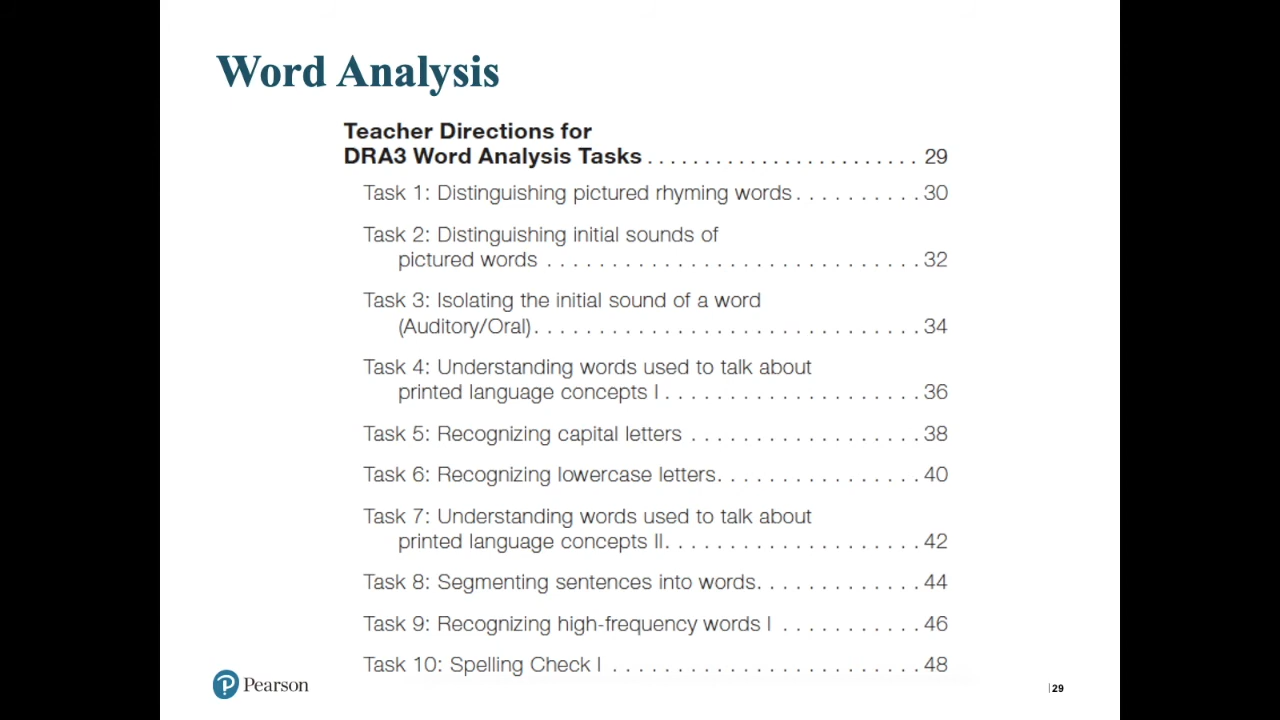 Word Analysis
Teacher Directions for
DRA3 Word Analysis Tasks . . . . . . . . . . . . . . . . . . . . . . . . 29
Task 1: Distinguishing pictured rhyming words . . . . . . . . . . 30
Task 2: Distinguishing initial sounds of
pictured words . . . . . . . . . . . . . . . . . . . . . . . . . . . . . 32
Task 3: Isolating the initial sound of a word
(Auditory/Oral) . . . . . . . . . . . . . . . . . . . . . . . . . . . . . . 34
Task 4: Understanding words used to talk about
printed language concepts I . . . . . . . . . . . . . . . . . . . . 36
Task 5: Recognizing capital letters . . . . . . . . . . . . . . . . . . 38
Task 6: Recognizing lowercase letters. . . . . . . . . . . . . . . . 40
Task 7: Understanding words used to talk about
printed language concepts II. . . . . . . . . . . . . . . . . . . . 42
Task 8: Segmenting sentences into words. . . . . . . . . . . . . 44
Task 9: Recognizing high-frequency words I . . . . . . . . . . . 46
Task 10: Spelling Check I . . . . . . . . . . . . . . . . . . . . . . . . 48
Pearson
29